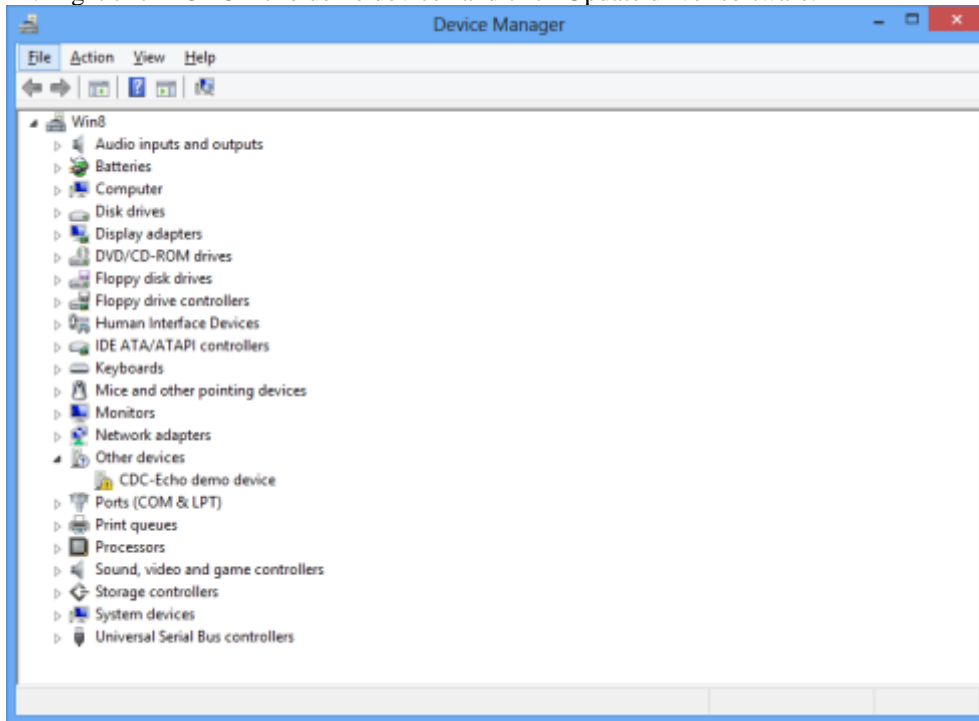 Device Manager
File Action View Help
Win8
Audio inputs and outputs
Batteries
Computer
Disk drives
Display adapters
DVD/CD-ROM drives
Floppy disk drives
Floppy drive controllers
Human Interface Devices
IDE ATA/ATAPI controllers
Keyboards
Mice and other pointing devices
Monitors
Network adapters
Other devices
CDC-Echo demo device
Ports (COM & LPT)
Print queues
Processors
Sound, video and game controllers
Storage controllers
System devices
Universal Serial Bus controllers